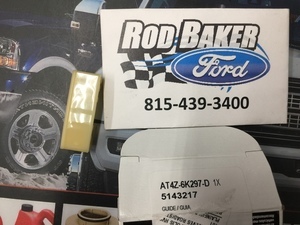 ROD BAKER
Ford
815-439-3400
AT4Z-6K297-D 1X
5143217
GUIDE / GUIA